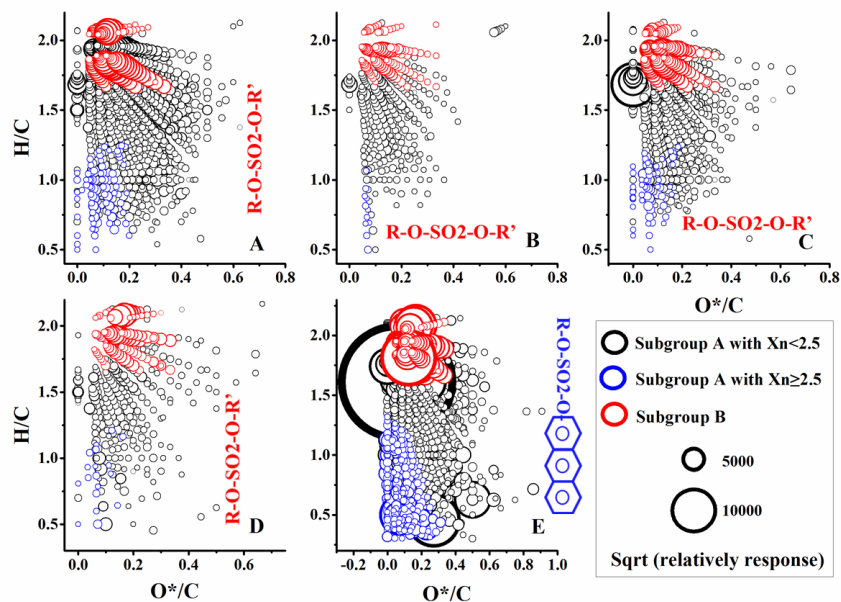 2.0
1.5
1.0
0.5
H/C
0.0 0.2 0.4 0.6 0.8
R-O-SO2-O-R'
A
2.0
1.5
1.0
0.5
0.0 0.2 0.4 0.6 0.8
R-O-SO2-O-R'
B
2.0
1.5
1.0
0.5
0.0 0.2 0.4 0.6 0.8
R-O-SO2-O-R'
C
O*/C
2.0
1.5
1.0
0.5
H/C
0.0 0.2 0.4 0.6
R-O-SO2-O-R'
D
O*/C
2.0
1.5
1.0
0.5
-0.2 0.0 0.2 0.4 0.6 0.8 1.0
R-O-SO2-O
E
O*/C
Subgroup A with Xn<2.5
Subgroup A with Xn≥2.5
Subgroup B
5000
10000
Sqrt (relatively response)